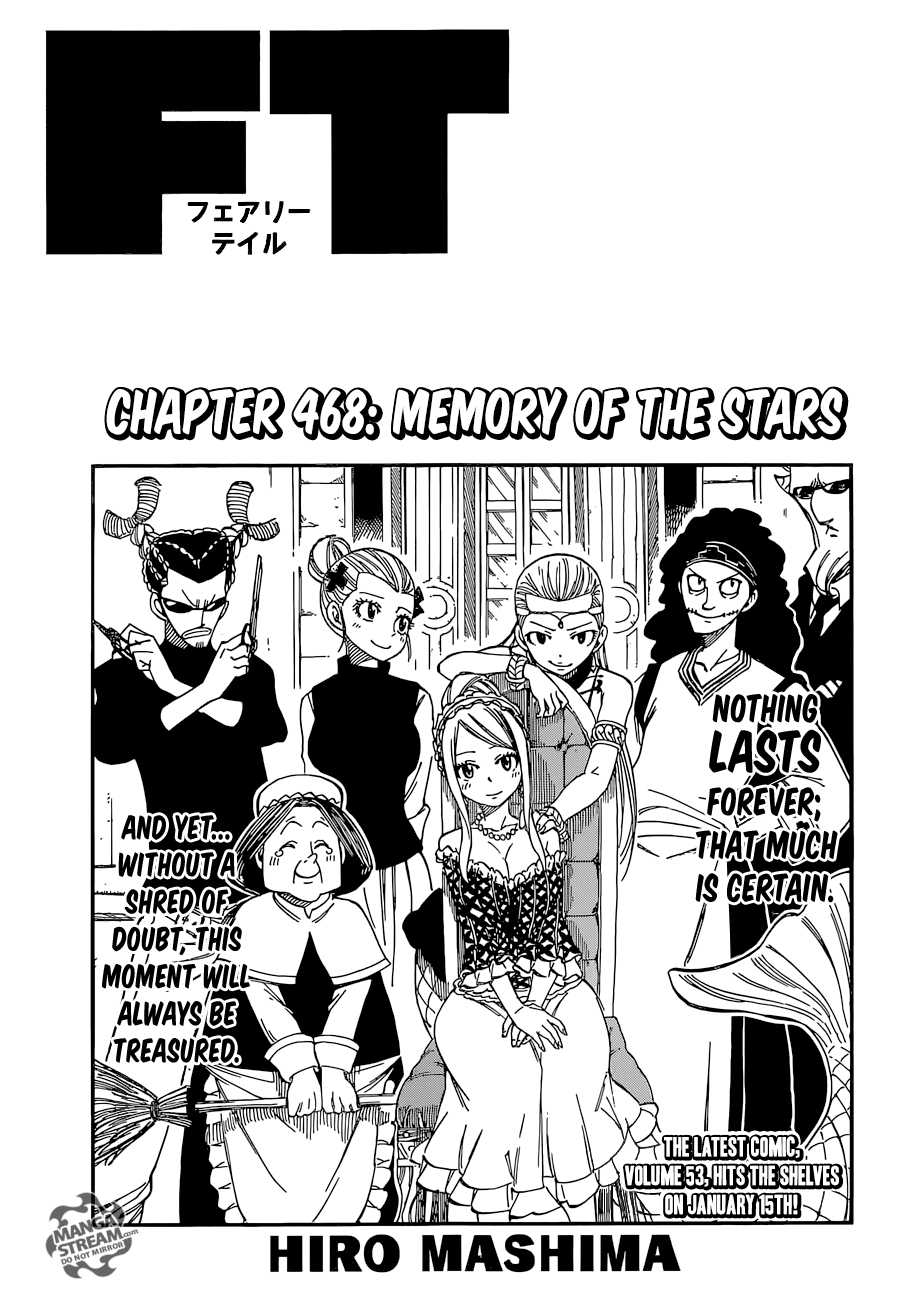 FT
フェアリー
テイル
CHAPTER 468: MEMORY OF THE STARS
NOTHING
LASTS
FOREVER;
THAT MUCH
IS CERTAIN.
AND YET...
WITHOUT A
SHRED OF
DOUBT, THIS
MOMENT WILL
ALWAYS BE
TREASURED.
THE LATEST COMIC,
VOLUME 53, HITS THE SHELVES
ON JANUARY 15TH!
MANGA
STREAM.com
DO NOT MIRROR
HIRO MASHIMA